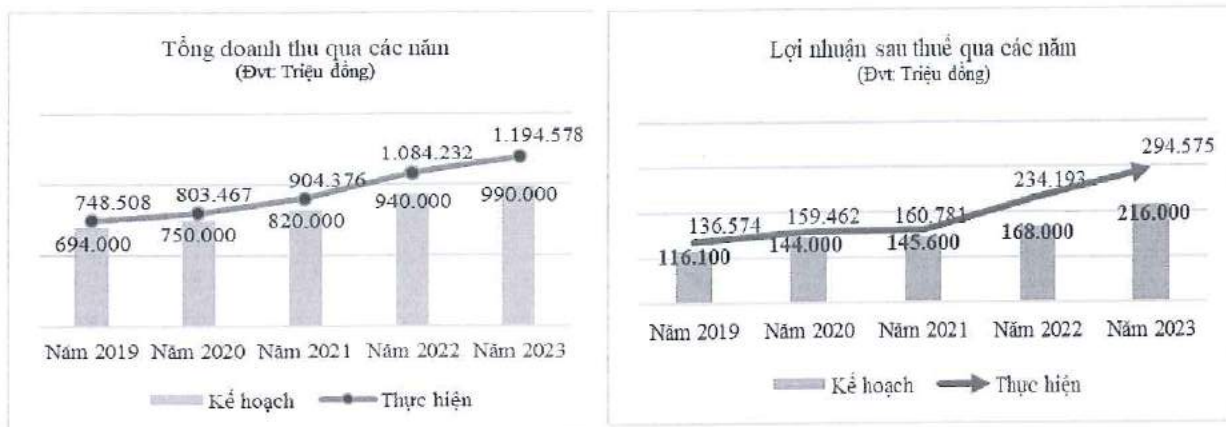 Tổng doanh thu qua các năm
(Đvt: Triệu đồng)
1.194.578
1.084.232
904.376
803.467
748.508
990.000
940.000
820.000
750.000
694.000
Năm 2019 Năm 2020 Năm 2021 Năm 2022 Năm 2023
Kế hoạch Thực hiện
Lợi nhuận sau thuế qua các năm
(Đvt: Triệu đồng)
294.575
234.193
160.781
159.462
136.574
216.000
168.000
145.600
144.000
116.100
Năm 2019 Năm 2020 Năm 2021 Năm 2022 Năm 2023
Kế hoạch Thực hiện